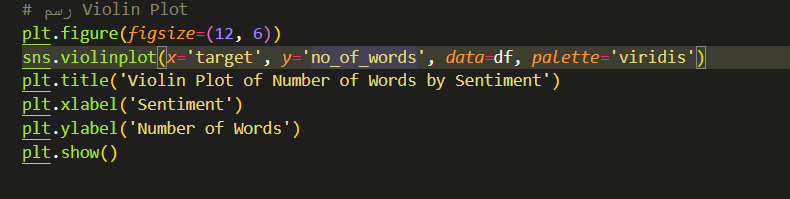 # رسم Violin Plot
plt.figure(figsize=(12, 6))
sns.violinplot(x='target', y='no_of_words', data=df, palette='viridis')
plt.title('Violin Plot of Number of Words by Sentiment')
plt.xlabel('Sentiment')
plt.ylabel('Number of Words')
plt.show()